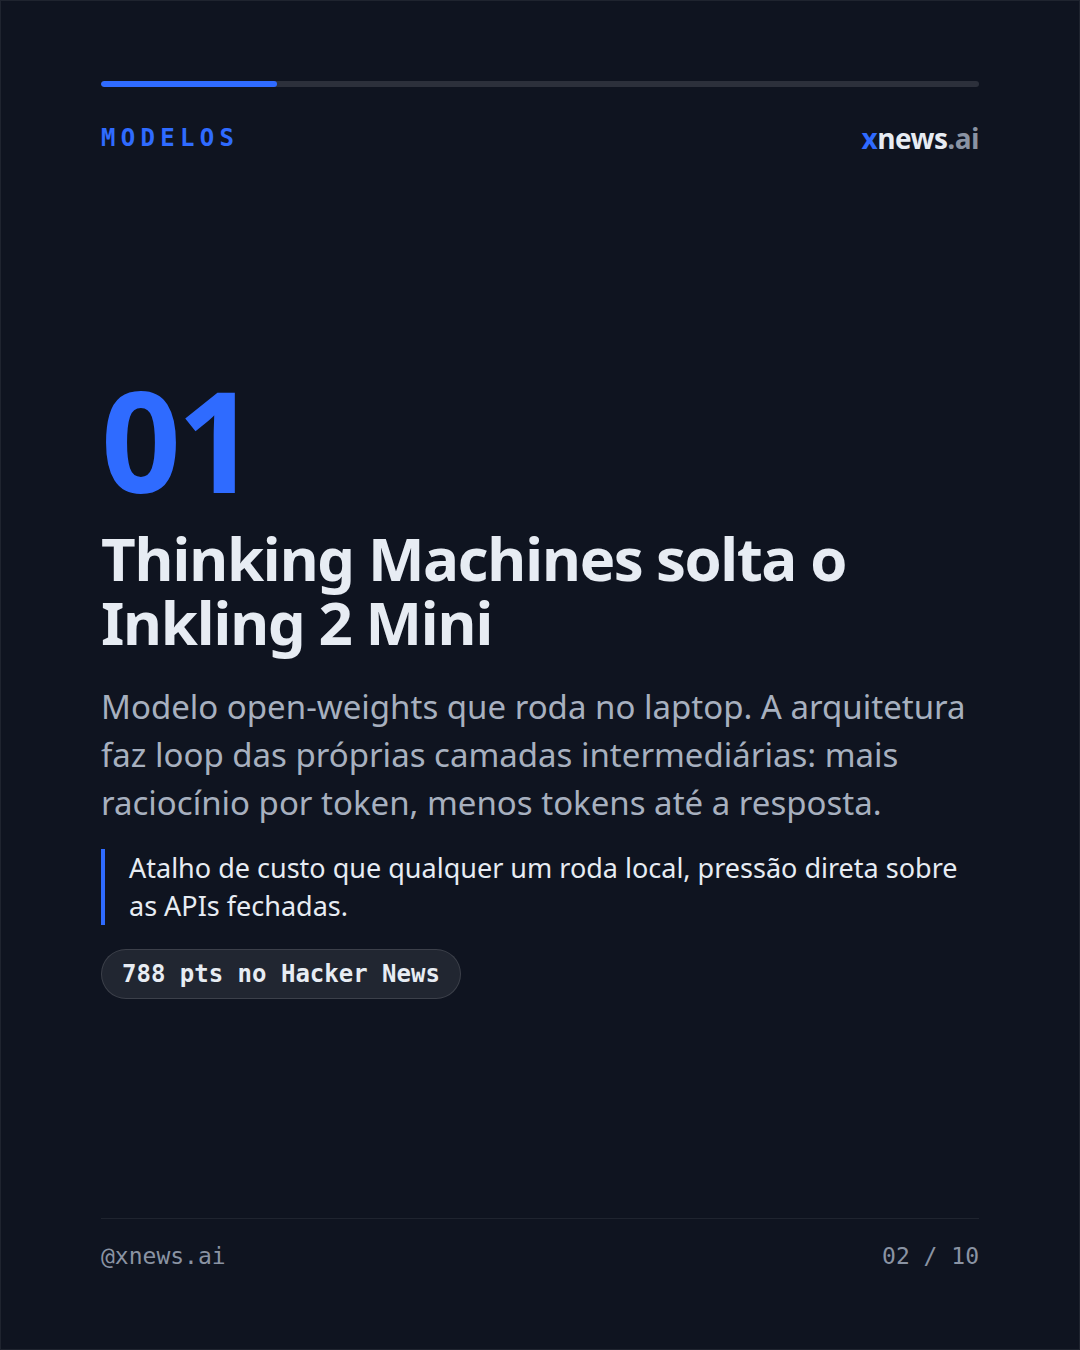 MODELOS
xnews.ai
01
Thinking Machines solta o
Inkling 2 Mini
Modelo open-weights que roda no laptop. A arquitetura
faz loop das próprias camadas intermediárias: mais
raciocínio por token, menos tokens até a resposta.
Atalho de custo que qualquer um roda local, pressão direta sobre
as APIs fechadas.
788 pts no Hacker News
@xnews.ai
02 / 10